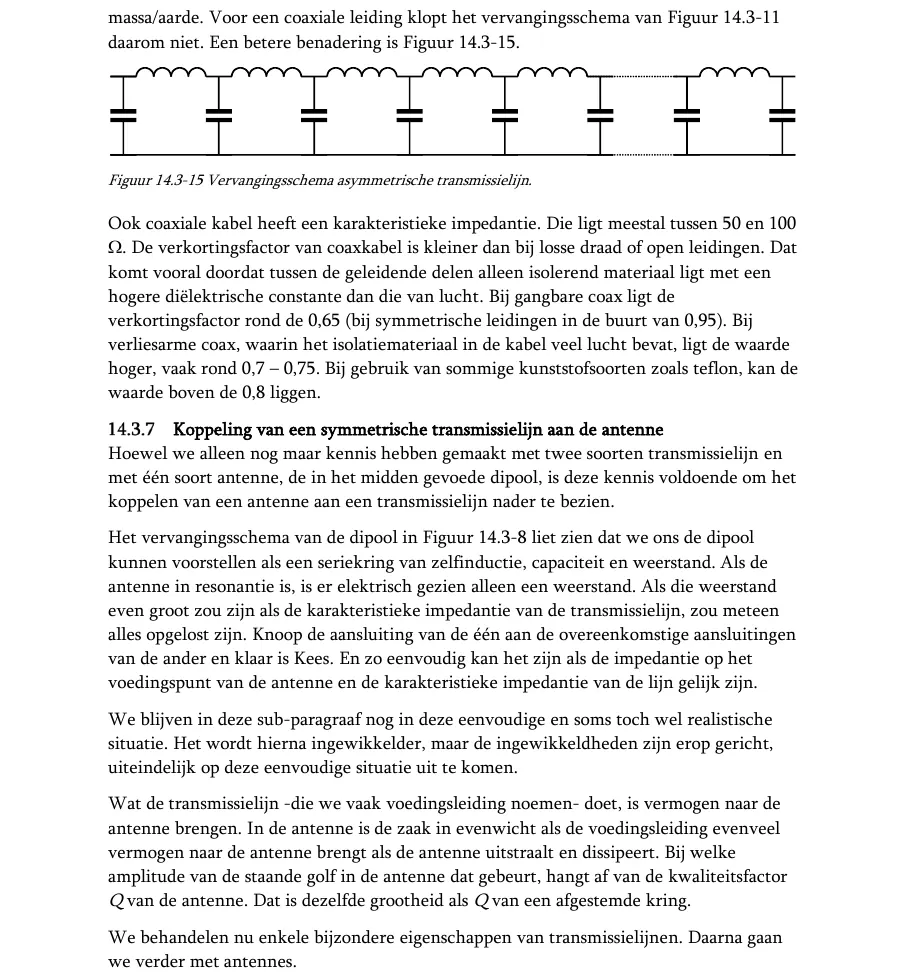 massa/aarde. Voor een coaxiale leiding klopt het vervangingsschema van Figuur 14.3-11
daarom niet. Een betere benadering is Figuur 14.3-15.
Figuur 14.3-15 Vervangingsschema asymmetrische transmissielijn.
Ook coaxiale kabel heeft een karakteristieke impedantie. Die ligt meestal tussen 50 en 100
Ω. De verkortingsfactor van coaxkabel is kleiner dan bij losse draad of open leidingen. Dat
komt vooral doordat tussen de geleidende delen alleen isolerend materiaal ligt met een
hogere diëlektrische constante dan die van lucht. Bij gangbare coax ligt de
verkortingsfactor rond de 0,65 (bij symmetrische leidingen in de buurt van 0,95). Bij
verliesarme coax, waarin het isolatiemateriaal in de kabel veel lucht bevat, ligt de waarde
hoger, vaak rond 0,7 – 0,75. Bij gebruik van sommige kunststofsoorten zoals teflon, kan de
waarde boven de 0,8 liggen.
14.3.7 Koppeling van een symmetrische transmissielijn aan de antenne
Hoewel we alleen nog maar kennis hebben gemaakt met twee soorten transmissielijn en
met één soort antenne, de in het midden gevoede dipool, is deze kennis voldoende om het
koppelen van een antenne aan een transmissielijn nader te bezien.
Het vervangingsschema van de dipool in Figuur 14.3-8 liet zien dat we ons de dipool
kunnen voorstellen als een seriekring van zelfinductie, capaciteit en weerstand. Als de
antenne in resonantie is, is er elektrisch gezien alleen een weerstand. Als die weerstand
even groot zou zijn als de karakteristieke impedantie van de transmissielijn, zou meteen
alles opgelost zijn. Knoop de aansluiting van de één aan de overeenkomstige aansluitingen
van de ander en klaar is Kees. En zo eenvoudig kan het zijn als de impedantie op het
voedingspunt van de antenne en de karakteristieke impedantie van de lijn gelijk zijn.
We blijven in deze sub-paragraaf nog in deze eenvoudige en soms toch wel realistische
situatie. Het wordt hierna ingewikkelder, maar de ingewikkeldheden zijn erop gericht,
uiteindelijk op deze eenvoudige situatie uit te komen.
Wat de transmissielijn -die we vaak voedingsleiding noemen- doet, is vermogen naar de
antenne brengen. In de antenne is de zaak in evenwicht als de voedingsleiding evenveel
vermogen naar de antenne brengt als de antenne uitstraalt en dissipeert. Bij welke
amplitude van de staande golf in de antenne dat gebeurt, hangt af van de kwaliteitsfactor
Q van de antenne. Dat is dezelfde grootheid als Q van een afgestemde kring.
We behandelen nu enkele bijzondere eigenschappen van transmissielijnen. Daarna gaan
we verder met antennes.